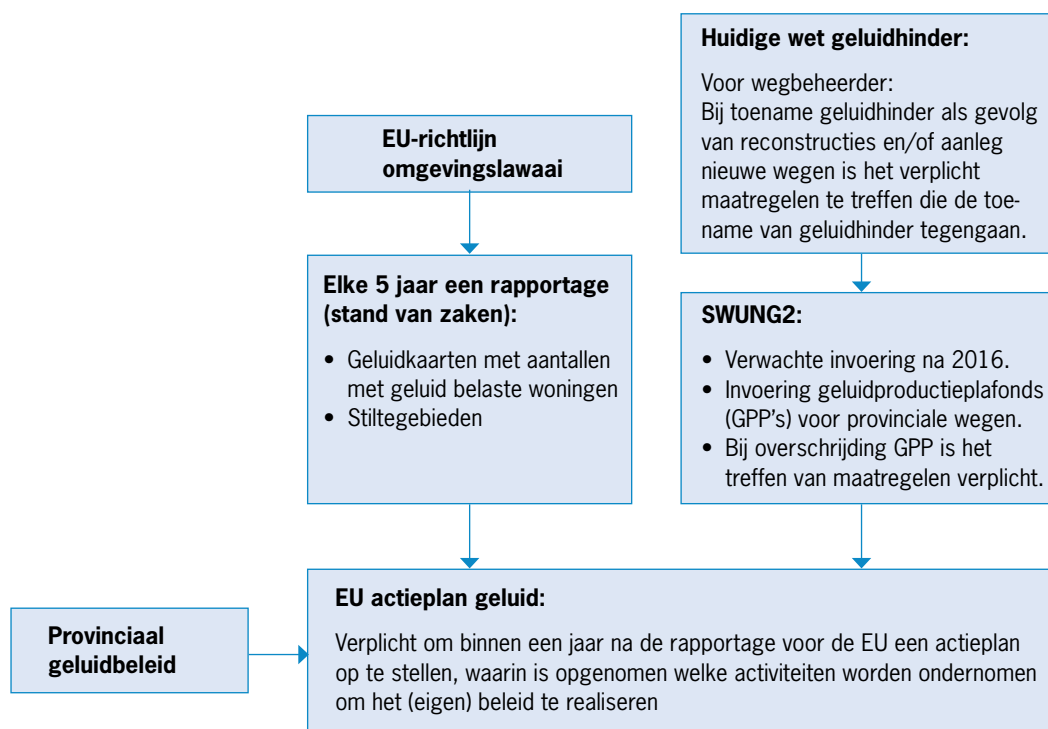 Huidige wet geluidhinder:
Voor wegbeheerder:
Bij toename geluidhinder als gevolg
van reconstructies en/of aanleg
nieuwe wegen is het verplicht
maatregelen te treffen die de toe-
name van geluidhinder tegengaan.
EU-richtlijn
omgevingslawaai
Elke 5 jaar een rapportage
(stand van zaken):
• Geluidkaarten met aantallen
met geluid belaste woningen
• Stiltegebieden
SWUNG2:
• Verwachte invoering na 2016.
• Invoering geluidproductieplafonds
(GPP's) voor provinciale wegen.
• Bij overschrijding GPP is het
treffen van maatregelen verplicht.
Provinciaal
geluidbeleid
EU actieplan geluid:
Verplicht om binnen een jaar na de rapportage voor de EU een actieplan
op te stellen, waarin is opgenomen welke activiteiten worden ondernomen
om het (eigen) beleid te realiseren